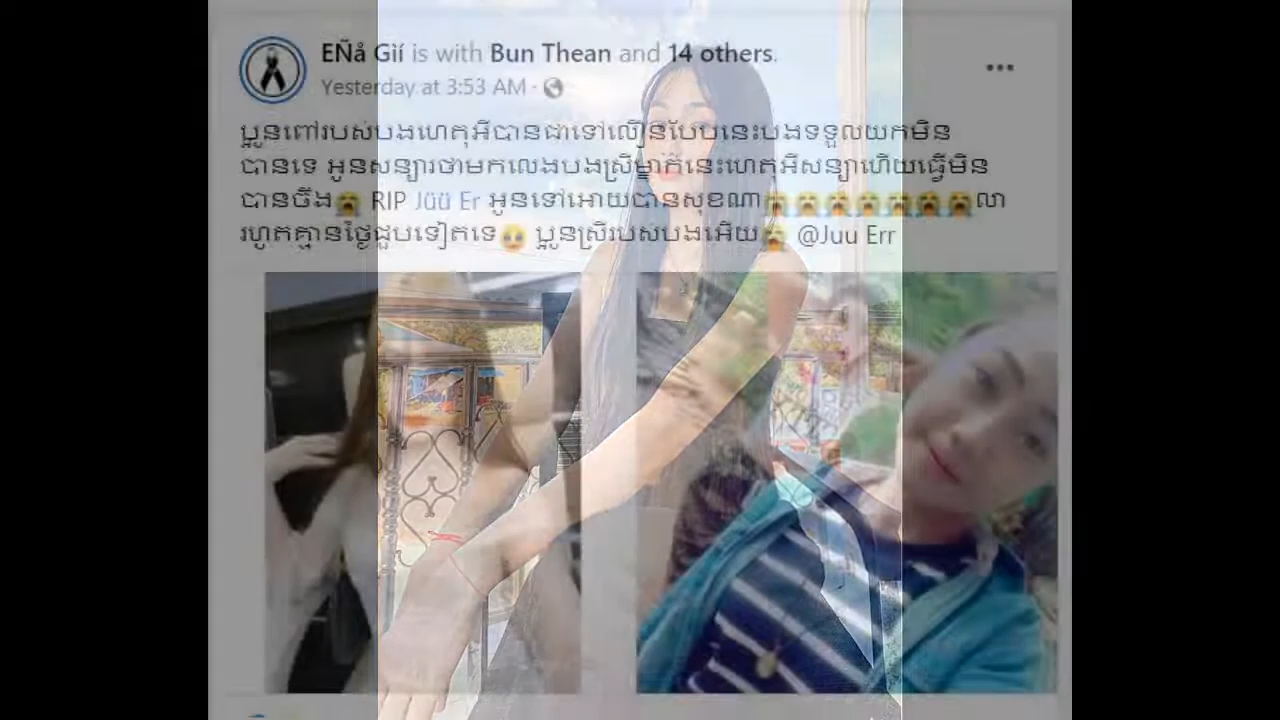 EÑå Gìí is with Bun Thean and 14 others.
Yesterday at 3:53 AM ·
ប្អូនពៅរបស់បងហេតុអីបានជាទៅលឿនបែបនេះបងទទួលយកមិន
បានទេ អូនសន្យារថាមកលេងបងស្រីម្នាក់នេះហេតុអីសន្យាហើយធ្វើមិន
បានចឹង😭 RIP Jüü Er អូនទៅអោយបានសុខណា😭😭😭😭😭😭😭លា
រហូតគ្មានថ្ងៃជួបទៀតទេ🥺 ប្អូនស្រីរបស់បងអើយ😭 @Juu Err